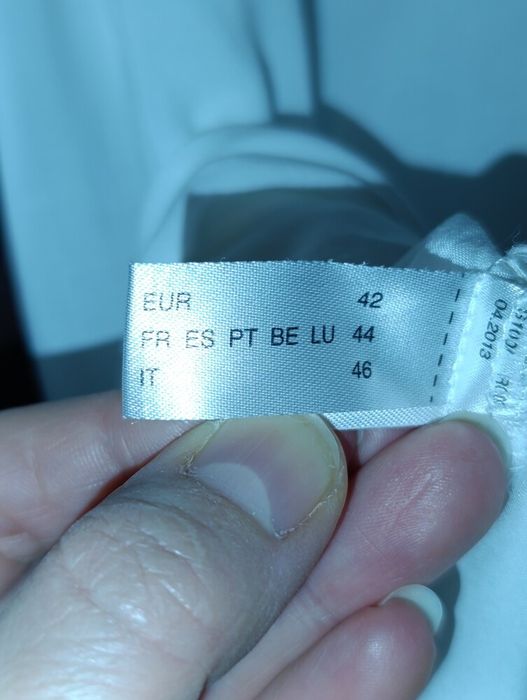 EUR 42
FR ES PT BE LU 44
IT 46
04.2013